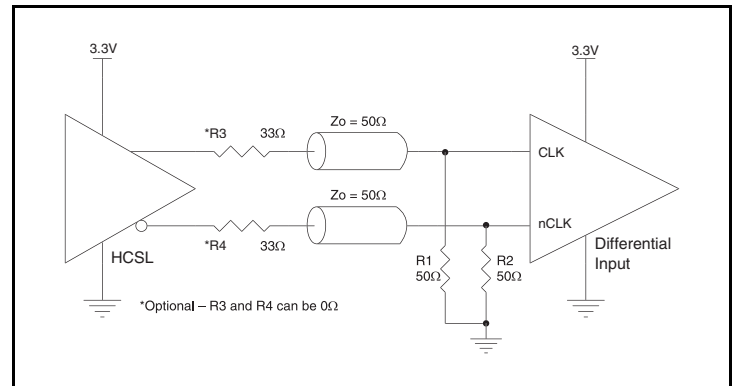 3.3V
3.3V
*R3
33Ω
Zo = 50Ω
CLK
Zo = 50Ω
nCLK
*R4
33Ω
HCSL
R1
50Ω
R2
50Ω
Differential
Input
*Optional – R3 and R4 can be 0Ω